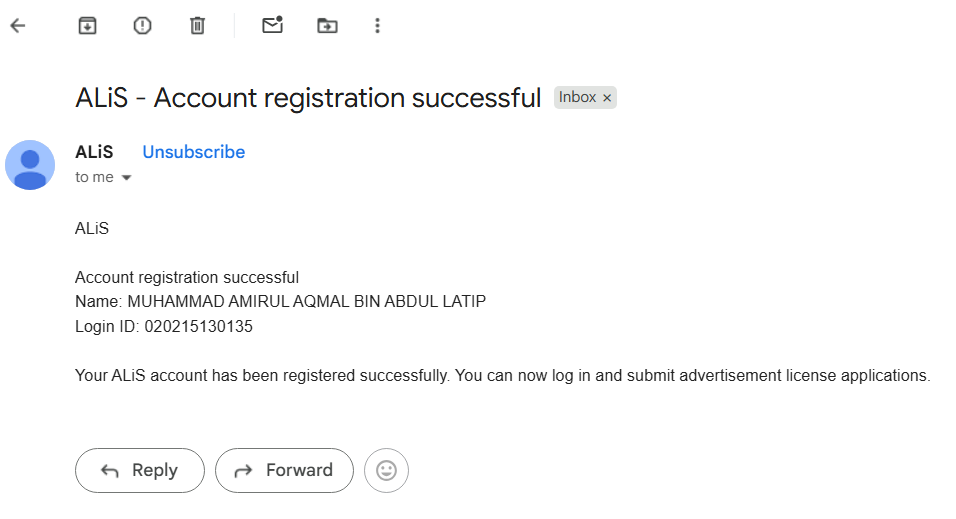 ALiS - Account registration successful Inbox ×
ALiS Unsubscribe
to me
ALiS
Account registration successful
Name: MUHAMMAD AMIRUL AQMAL BIN ABDUL LATIP
Login ID: 020215130135
Your ALiS account has been registered successfully. You can now log in and submit advertisement license applications.
Reply Forward